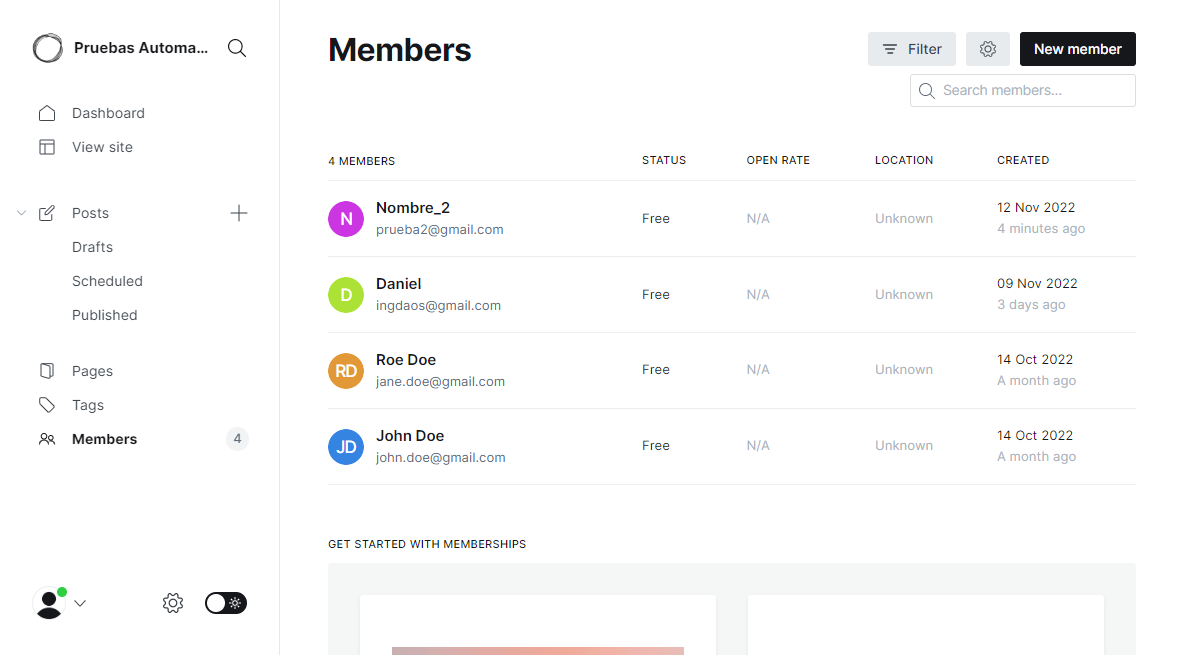 Pruebas Automa...
Dashboard
View site
Posts
Drafts
Scheduled
Published
Pages
Tags
Members 4
Members
Filter
New member
Search members...
4 MEMBERS STATUS OPEN RATE LOCATION CREATED
N Nombre_2 prueba2@gmail.com Free N/A Unknown 12 Nov 2022 4 minutes ago
D Daniel ingdaos@gmail.com Free N/A Unknown 09 Nov 2022 3 days ago
RD Roe Doe jane.doe@gmail.com Free N/A Unknown 14 Oct 2022 A month ago
JD John Doe john.doe@gmail.com Free N/A Unknown 14 Oct 2022 A month ago
GET STARTED WITH MEMBERSHIPS